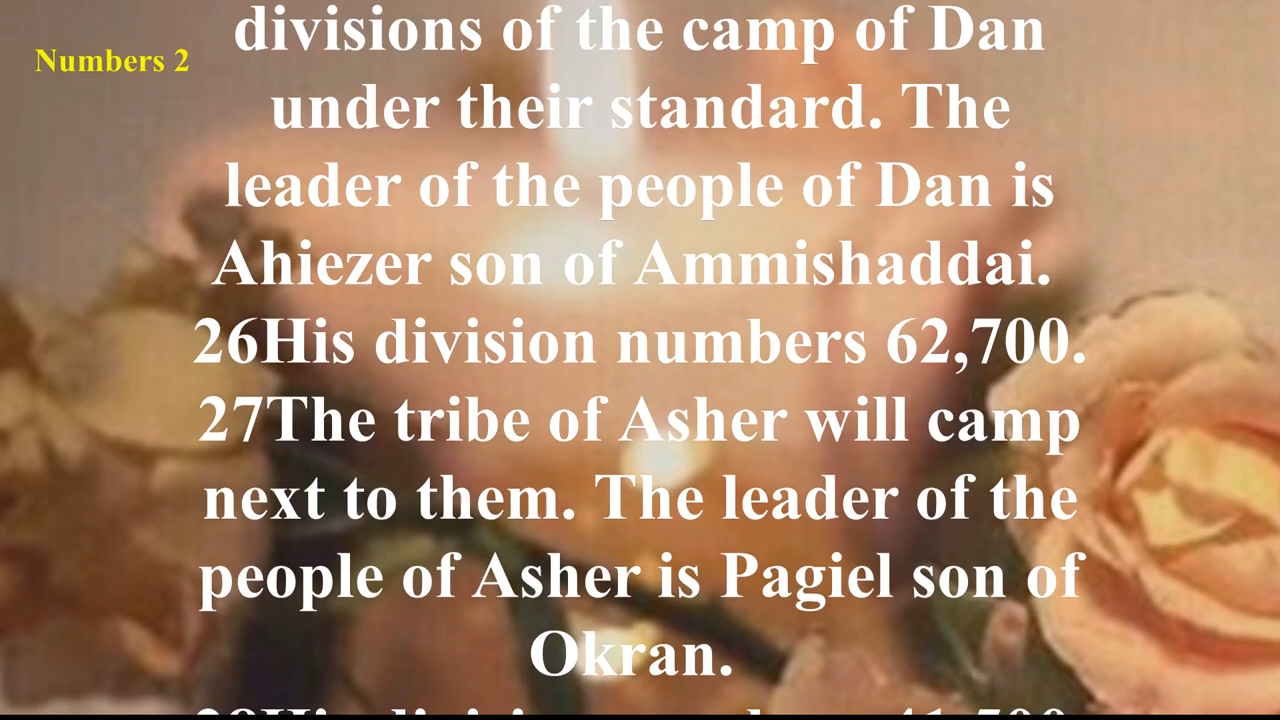 Numbers 2
divisions of the camp of Dan
under their standard. The
leader of the people of Dan is
Ahiezer son of Ammishaddai.
26His division numbers 62,700.
27The tribe of Asher will camp
next to them. The leader of the
people of Asher is Pagiel son of
Okran.